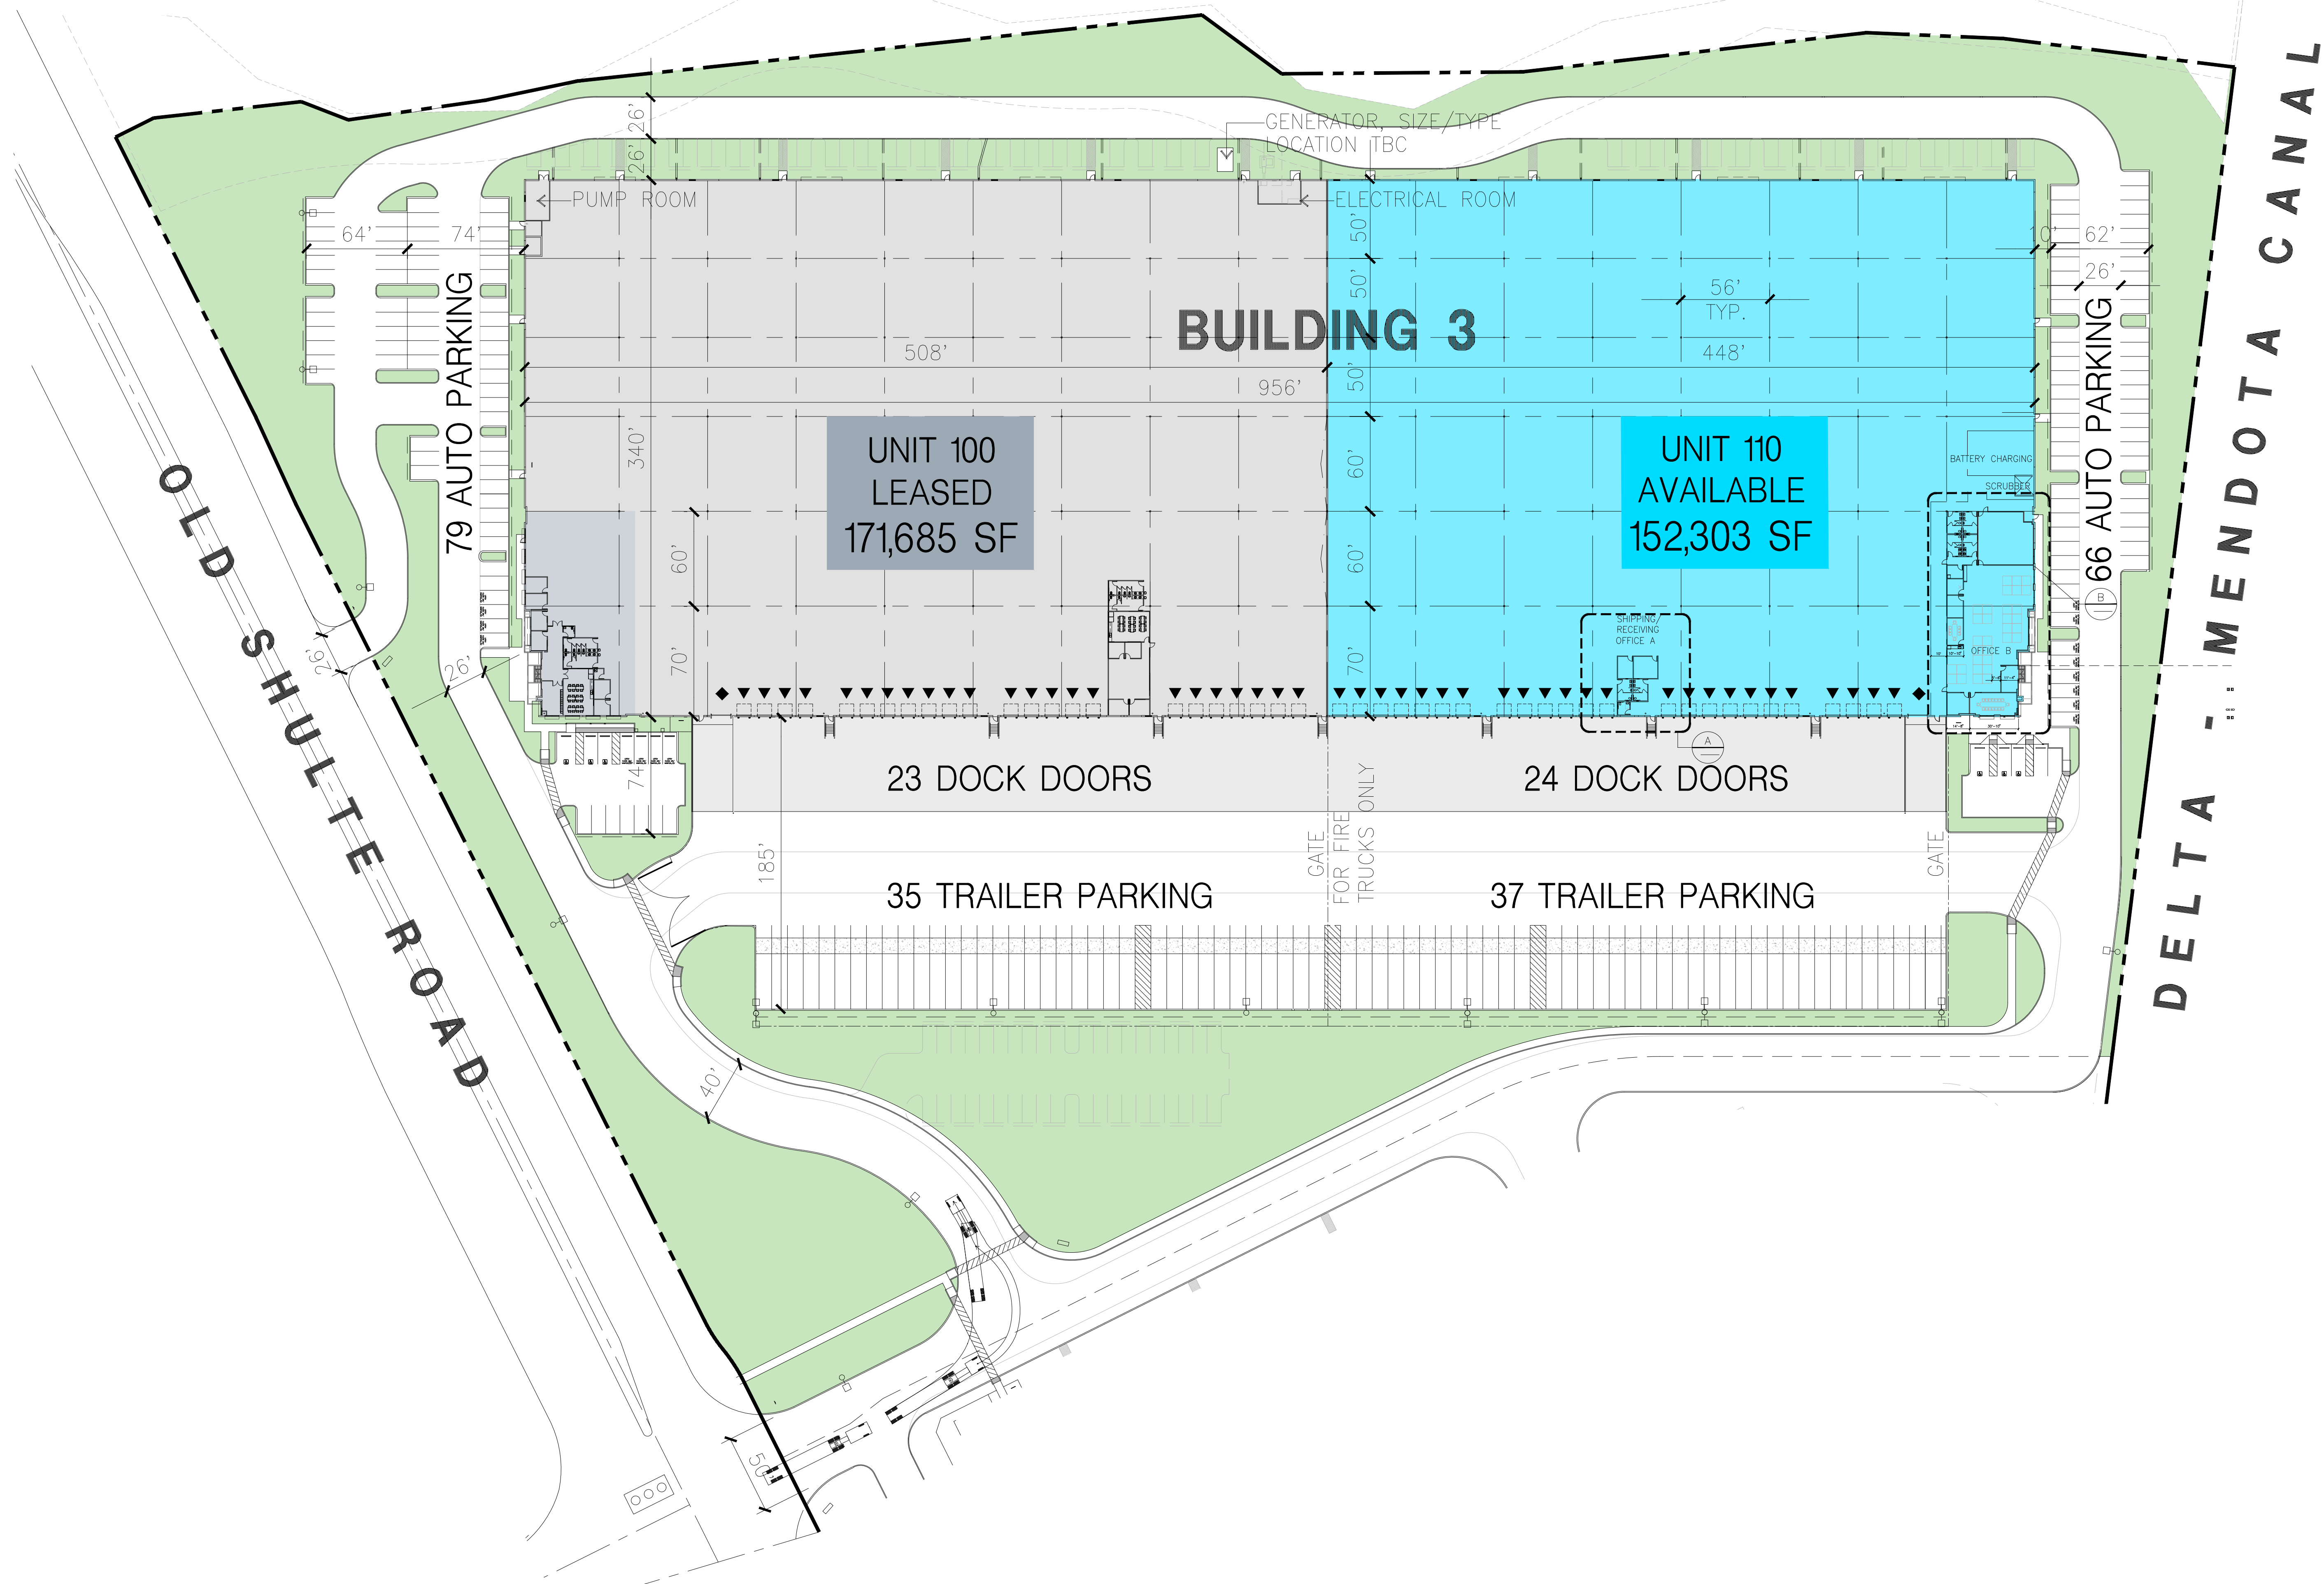 GENERATOR, SIZE/TYPE
LOCATION TBC
26'
26'
PUMP ROOM
ELECTRICAL ROOM
64'
74'
50'
10'
62'
26'
50'
56'
TYP.
BUILDING 3
508'
448'
50'
956'
79 AUTO PARKING
66 AUTO PARKING
340'
UNIT 100
LEASED
171,685 SF
UNIT 110
AVAILABLE
152,303 SF
60'
BATTERY CHARGING
SCRUBBER
60'
60'
SHIPPING/
RECEIVING
OFFICE A
OFFICE B
B
70'
70'
26'
26'
A
74'
23 DOCK DOORS
24 DOCK DOORS
GATE
FOR FIRE
TRUCKS ONLY
GATE
185'
35 TRAILER PARKING
37 TRAILER PARKING
40'
50'
OLD SHULTE ROAD
DELTA - MENDOTA CANAL